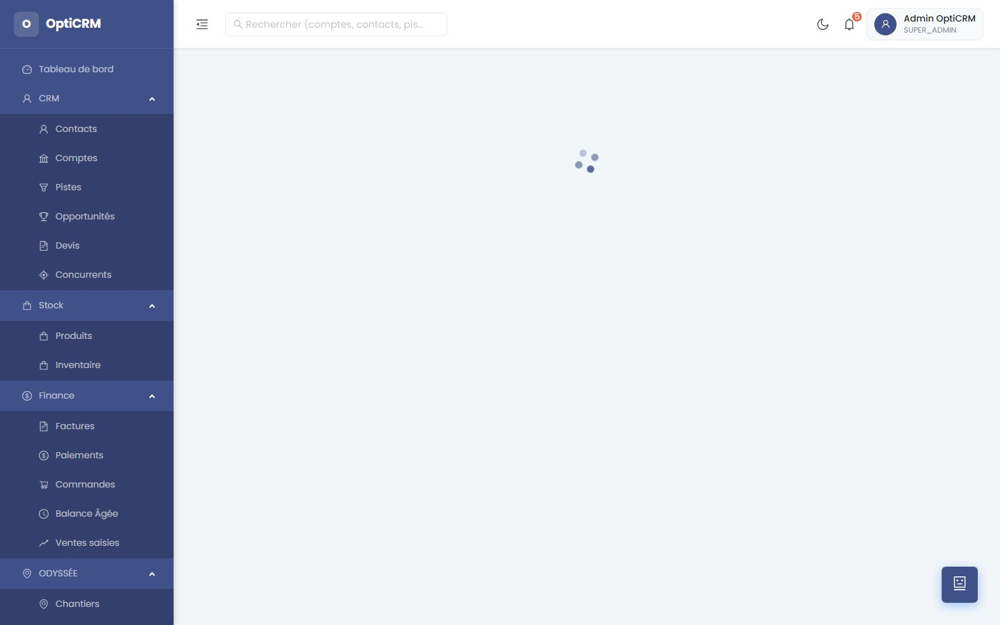 O OptiCRM
Rechercher (comptes, contacts, pis...
5
Admin OptiCRM
SUPER_ADMIN
Tableau de bord
CRM
Contacts
Comptes
Pistes
Opportunités
Devis
Concurrents
Stock
Produits
Inventaire
Finance
Factures
Paiements
Commandes
Balance Âgée
Ventes saisies
ODYSSÉE
Chantiers